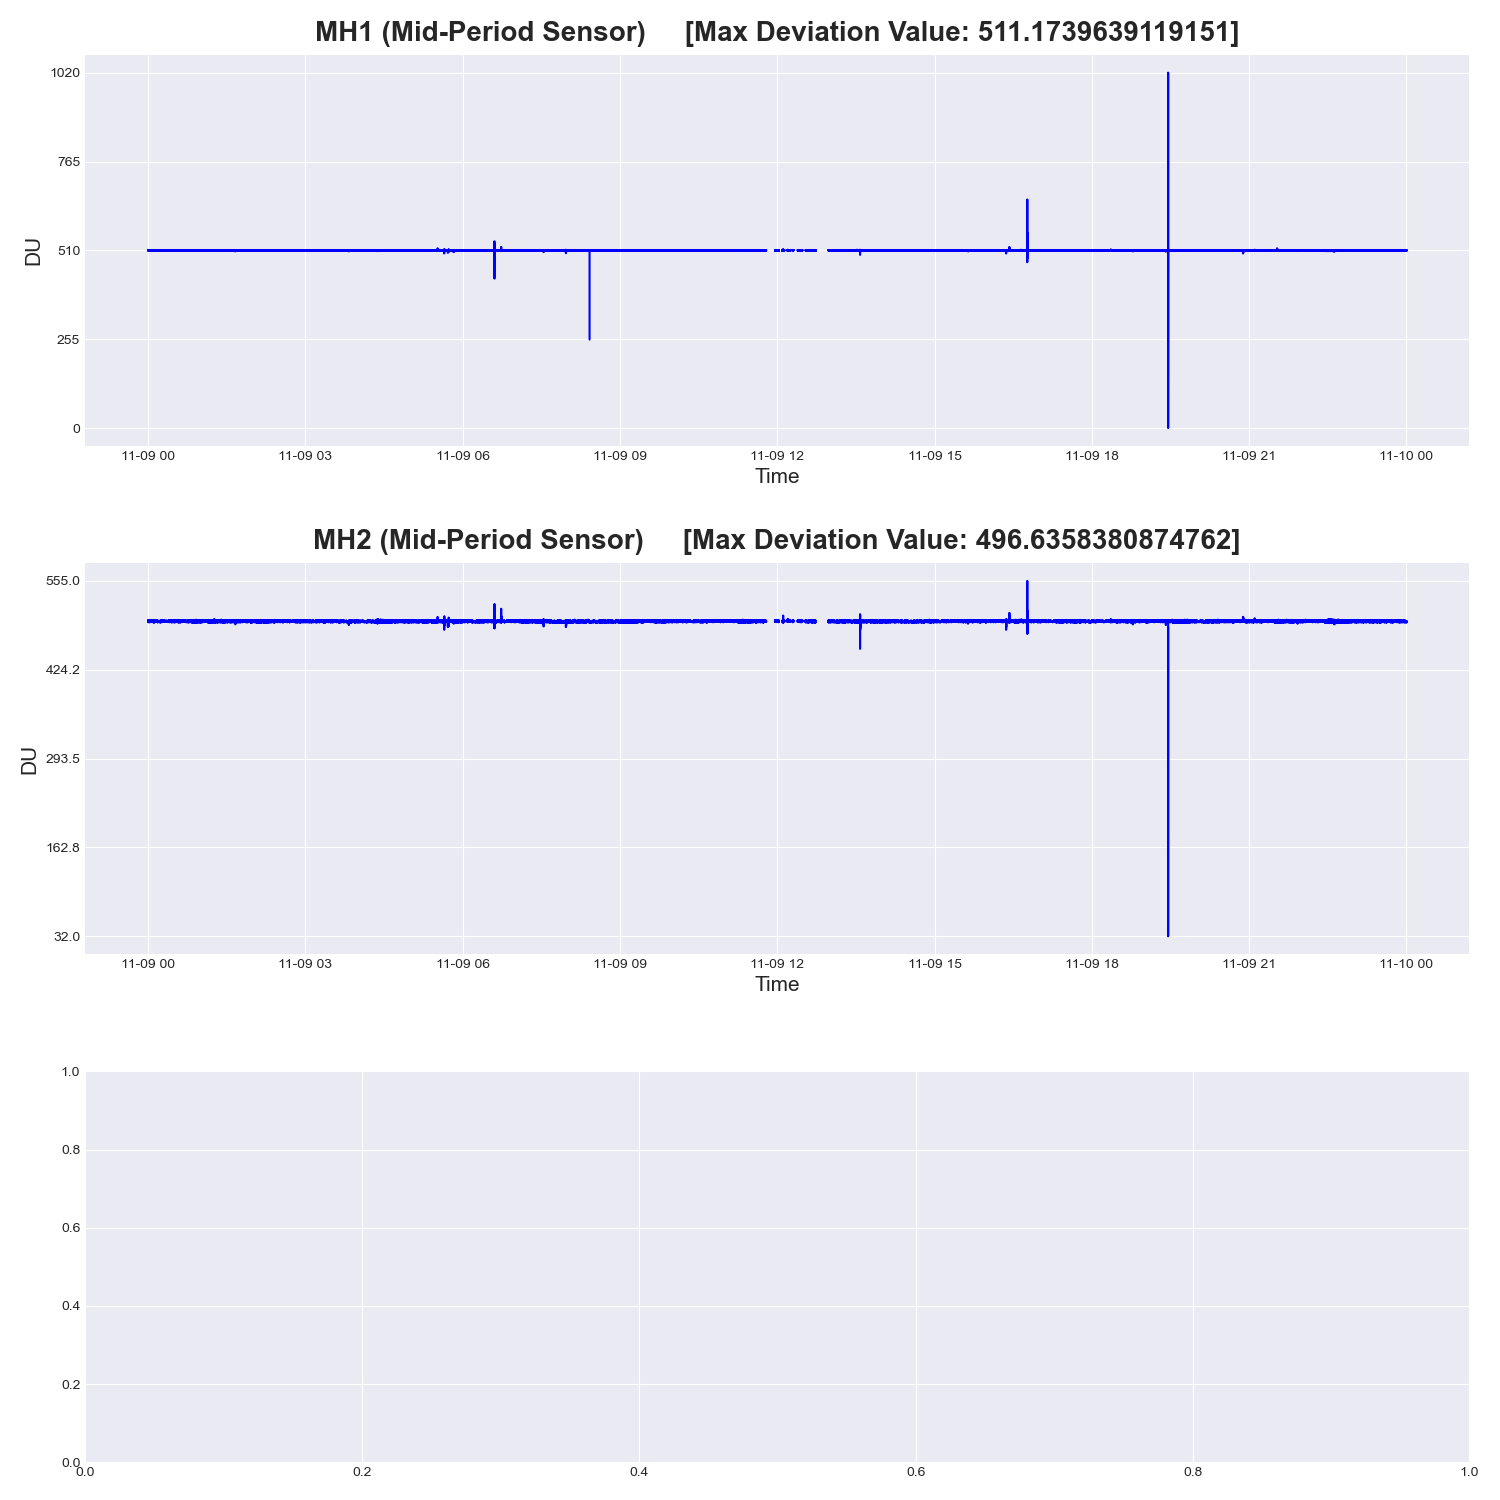 MH1 (Mid-Period Sensor) [Max Deviation Value: 511.1739639119151]
1020
765
510
255
0
DU
11-09 00 11-09 03 11-09 06 11-09 09 11-09 12 11-09 15 11-09 18 11-09 21 11-10 00
Time
MH2 (Mid-Period Sensor) [Max Deviation Value: 496.6358380874762]
555.0
424.2
293.5
162.8
32.0
DU
11-09 00 11-09 03 11-09 06 11-09 09 11-09 12 11-09 15 11-09 18 11-09 21 11-10 00
Time
1.0
0.8
0.6
0.4
0.2
0.0
0.0 0.2 0.4 0.6 0.8 1.0